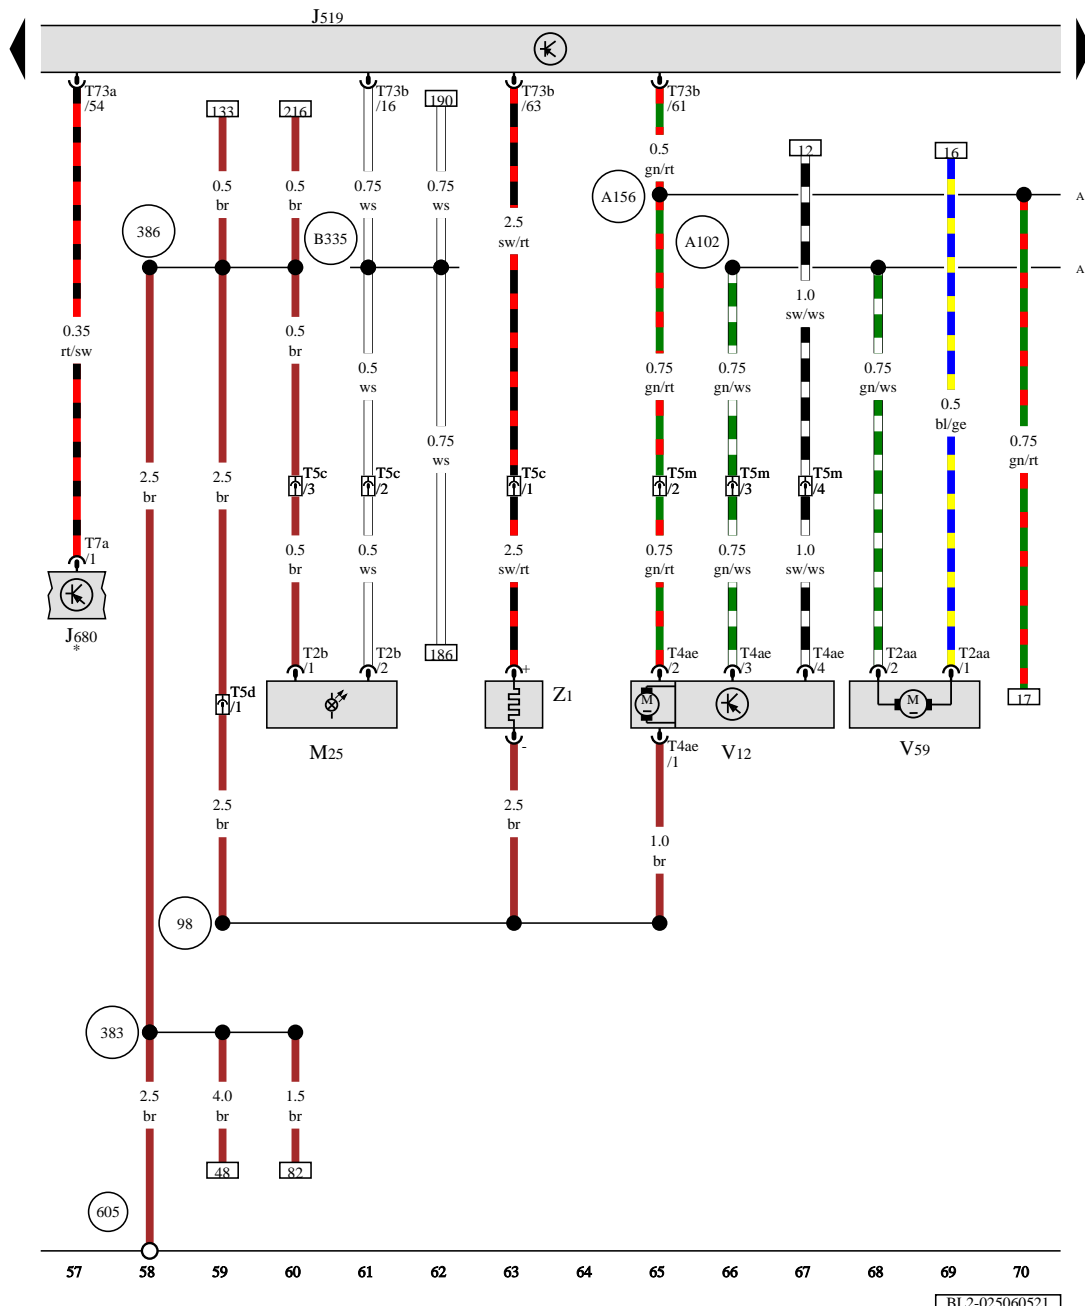 J519
T73a
/54
T73b
/16
190
T73b
/63
T73b
/61
133
216
12
16
0.5
gn/rt
0.5
br
0.5
br
0.75
ws
0.75
ws
A156
A
2.5
sw/rt
386
B335
A102
A
1.0
sw/ws
0.35
rt/sw
0.5
br
0.5
ws
0.75
gn/rt
0.75
gn/ws
0.75
gn/ws
0.5
bl/ge
0.75
ws
0.75
gn/rt
2.5
br
2.5
br
T5c
/3
T5c
/2
T5c
/1
T5m
/2
T5m
/3
T5m
/4
T7a
/1
0.5
br
0.5
ws
2.5
sw/rt
0.75
gn/rt
0.75
gn/ws
1.0
sw/ws
J680
*
186
T2b
/1
T2b
/2
+
T4ae
/2
T4ae
/3
T4ae
/4
T2aa
/2
T2aa
/1
T5d
/1
Z1
M
M
17
M25
-
T4ae
/1
V12
V59
2.5
br
2.5
br
1.0
br
98
383
2.5
br
4.0
br
1.5
br
48
82
605
57 58 59 60 61 62 63 64 65 66 67 68 69 70
BL2-025060521